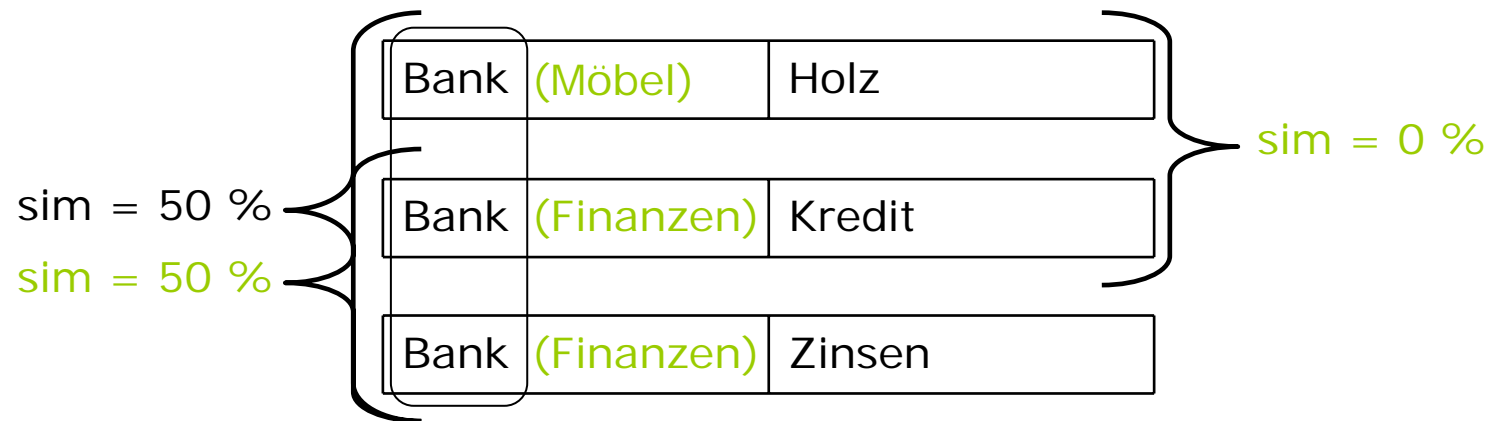 Bank (Möbel) Holz
sim = 0 %
sim = 50 %
Bank (Finanzen) Kredit
sim = 50 %
Bank (Finanzen) Zinsen